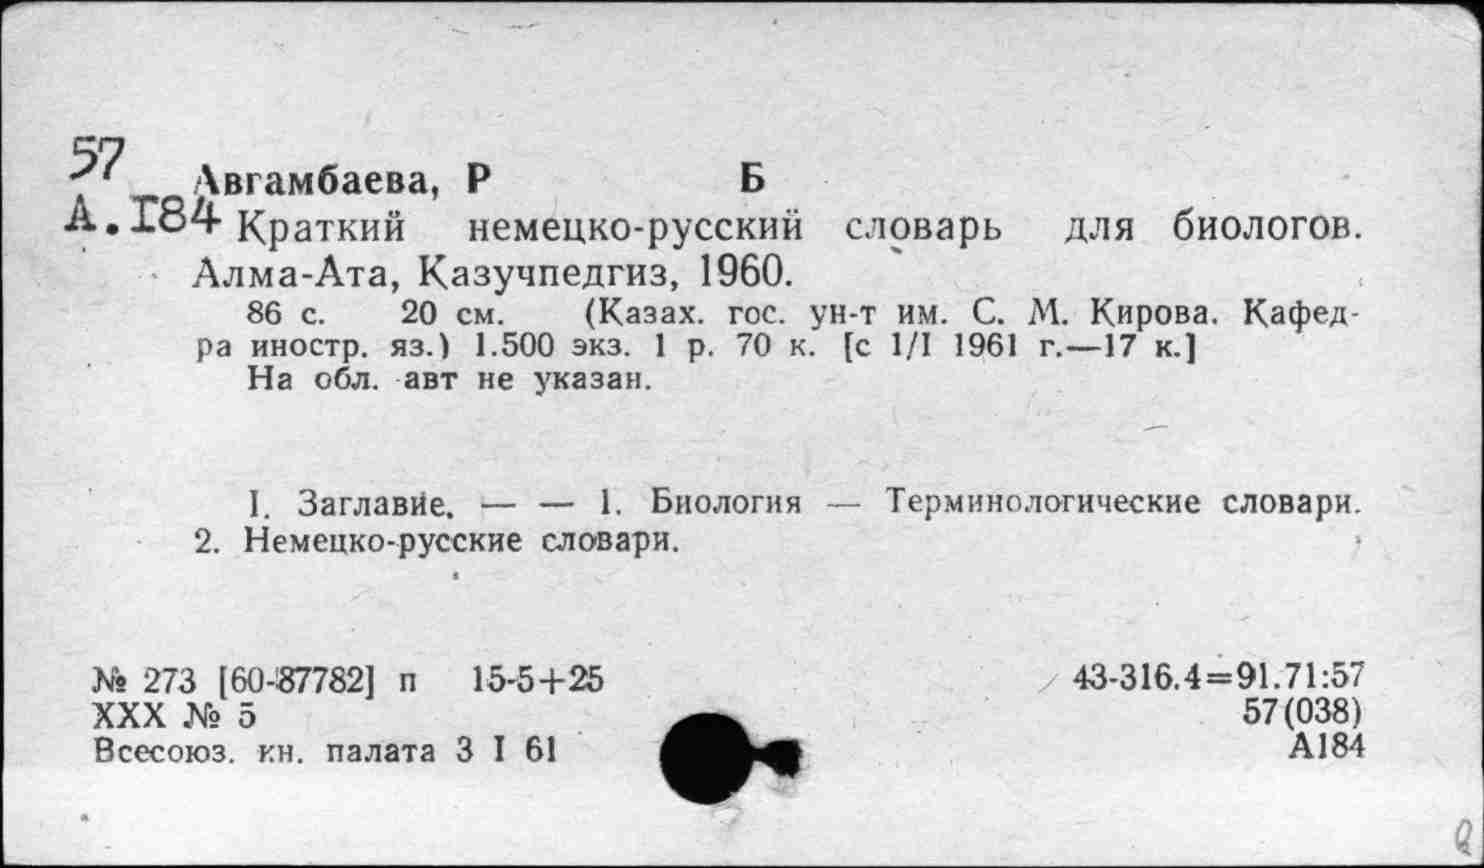 57
Авгамбаева, Р Б
А.I84 Краткий немецко-русский словарь для биологов.
Алма-Ата, Казучпедгиз, 1960.
86 с. 20 см. (Казах. гос. ун-т им. С. М. Кирова. Кафед-
ра иностр. яз.) 1.500 экз. 1 р. 70 к. [с 1/I 1961 г.—17 к.]
На обл. авт не указан.
I. Заглавие. — — 1. Биология — Терминологические словари.
2. Немецко-русские словари.
№ 273 [60-87782] п 15-5+25
XXX № 5
Всесоюз. кн. палата 3 I 61
43-316.4=91.71:57
57(038)
А184